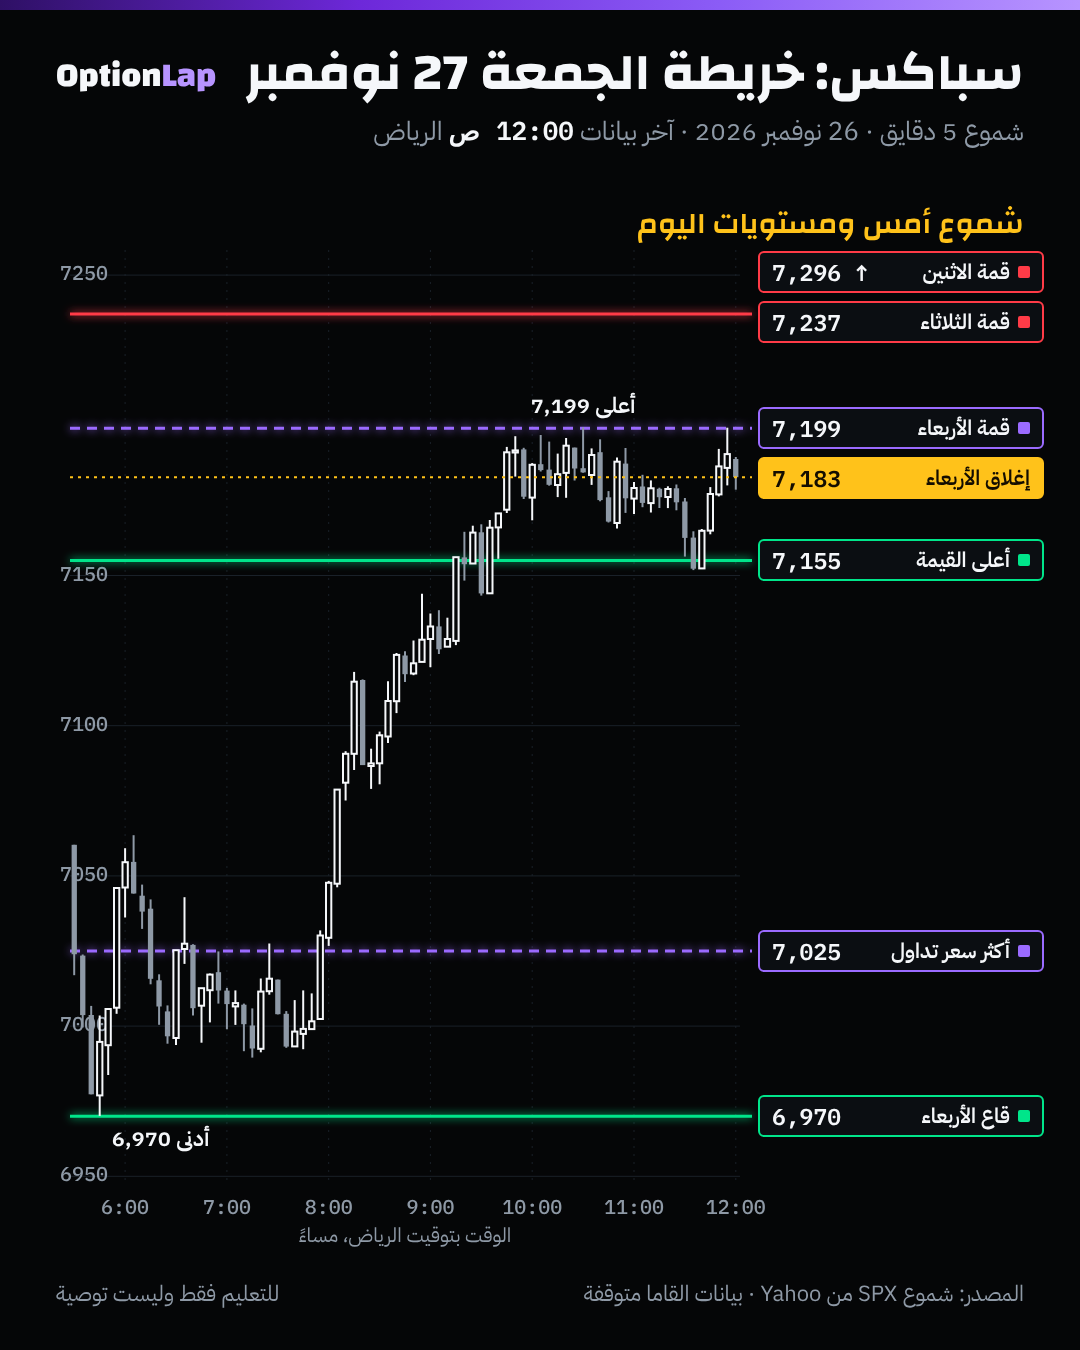 سباكس: خريطة الجمعة 27 نوفمبر
OptionLap
شموع 5 دقايق · 26 نوفمبر 2026 · آخر بيانات 12:00 ص الرياض
شموع أمس ومستويات اليوم
7250
قمة الاثنين ↑ 7,296
قمة الثلاثاء 7,237
أعلى 7,199
قمة الأربعاء 7,199
إغلاق الأربعاء 7,183
أعلى القيمة 7,155
7150
7100
7050
أكثر سعر تداول 7,025
7000
قاع الأربعاء 6,970
أدنى 6,970
6950
6:00 7:00 8:00 9:00 10:00 11:00 12:00
الوقت بتوقيت الرياض، مساءً
المصدر: شموع SPX من Yahoo · بيانات القاما متوقفة
للتعليم فقط وليست توصية